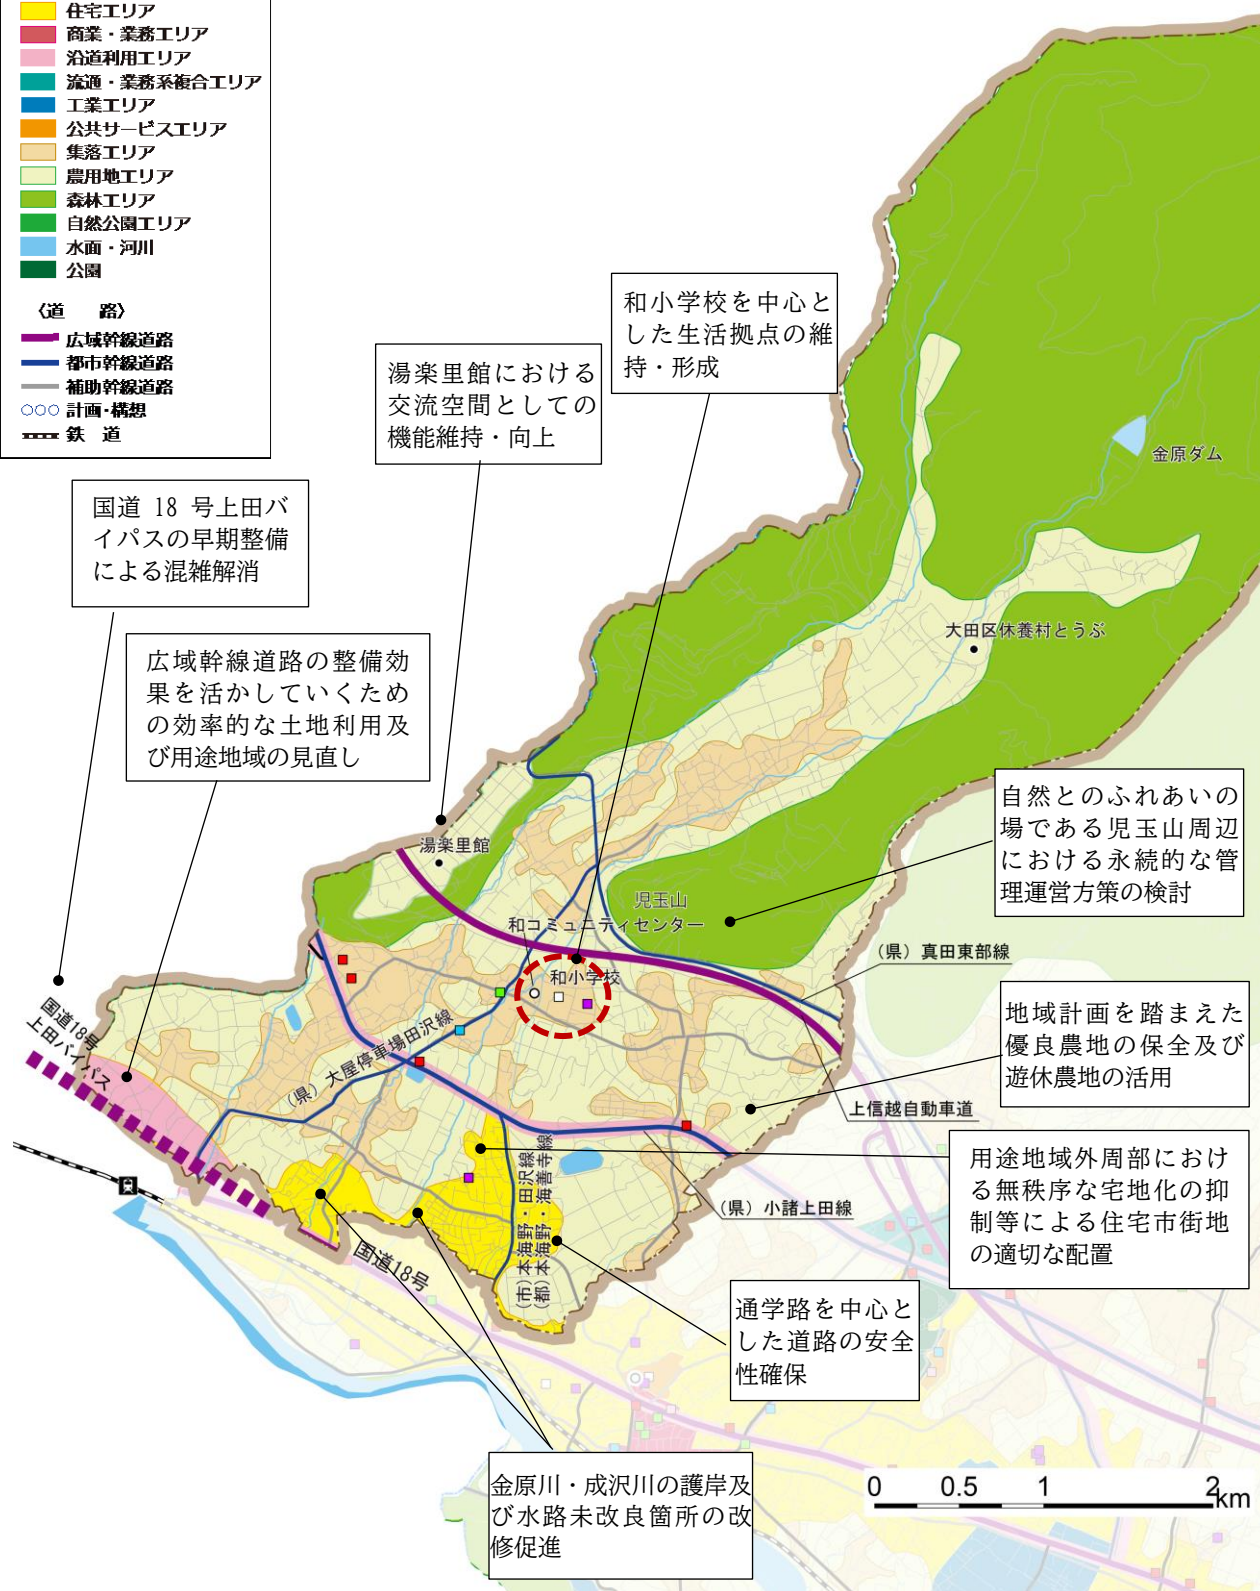 住宅エリア
商業・業務エリア
沿道利用エリア
流通・業務系複合エリア
工業エリア
公共サービスエリア
集落エリア
農用地エリア
森林エリア
自然公園エリア
水面・河川
公園
〈道　路〉
広域幹線道路
都市幹線道路
補助幹線道路
計画・構想
鉄　道
和小学校を中心と
した生活拠点の維
持・形成
湯楽里館における
交流空間としての
機能維持・向上
金原ダム
国道 18 号上田バ
イパスの早期整備
による混雑解消
広域幹線道路の整備効
果を活かしていくため
の効率的な土地利用及
び用途地域の見直し
大田区休養村とうぶ
自然とのふれあいの
場である児玉山周辺
における永続的な管
理運営方策の検討
湯楽里館
児玉山
和コミュニティセンター
和小学校
(県) 真田東部線
国道18号
上田バイパス
(県) 大屋停車場田沢線
地域計画を踏まえた
優良農地の保全及び
遊休農地の活用
上信越自動車道
用途地域外周部におけ
る無秩序な宅地化の抑
制等による住宅市街地
の適切な配置
(県) 小諸上田線
(市) 本海野・田沢線
(都) 本海野・海善寺線
国道18号
通学路を中心と
した道路の安全
性確保
金原川・成沢川の護岸及
び水路未改良箇所の改
修促進
0 0.5 1 2km